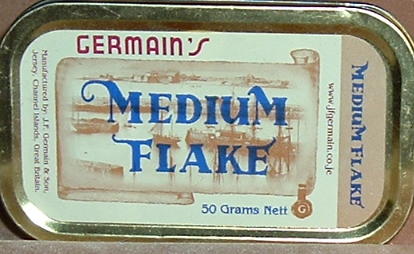 GERMAIN'S
MEDIUM
FLAKE
50 Grams Nett
G
Manufactured by: J.F. Germain & Son,
Jersey, Channel Islands, Great Britain.
www.jfgermain.co.je
MEDIUM FLAKE